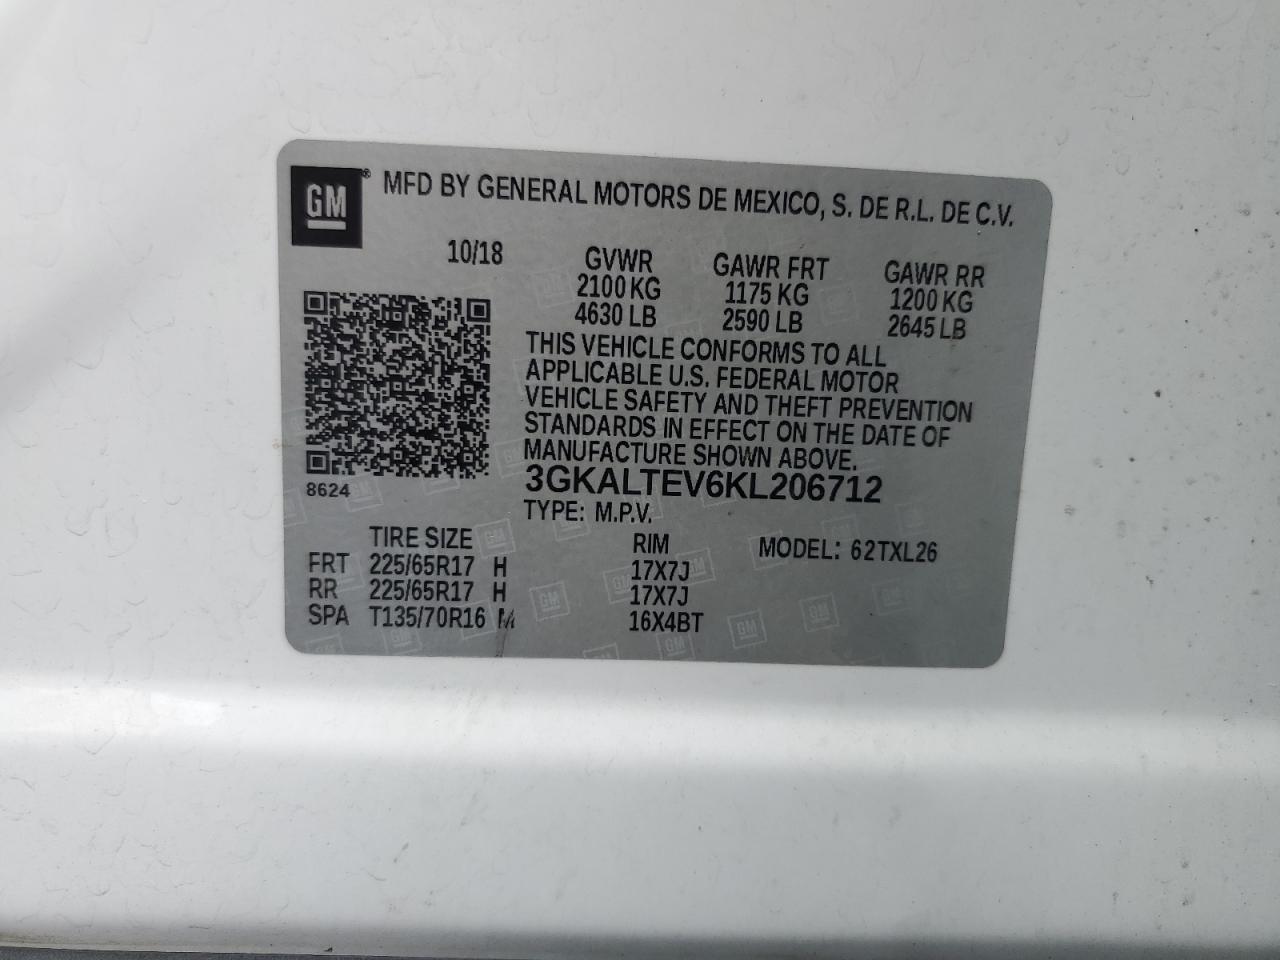 GM® MFD BY GENERAL MOTORS DE MEXICO, S. DE R.L. DE C.V.
10/18 GVWR GAWR FRT GAWR RR
2100 KG 1175 KG 1200 KG
4630 LB 2590 LB 2645 LB
THIS VEHICLE CONFORMS TO ALL
APPLICABLE U.S. FEDERAL MOTOR
VEHICLE SAFETY AND THEFT PREVENTION
STANDARDS IN EFFECT ON THE DATE OF
MANUFACTURE SHOWN ABOVE.
8624 3GKALTEV6KL206712
TYPE: M.P.V.
TIRE SIZE RIM MODEL: 62TXL26
FRT 225/65R17 H 17X7J
RR 225/65R17 H 17X7J
SPA T135/70R16 M 16X4BT